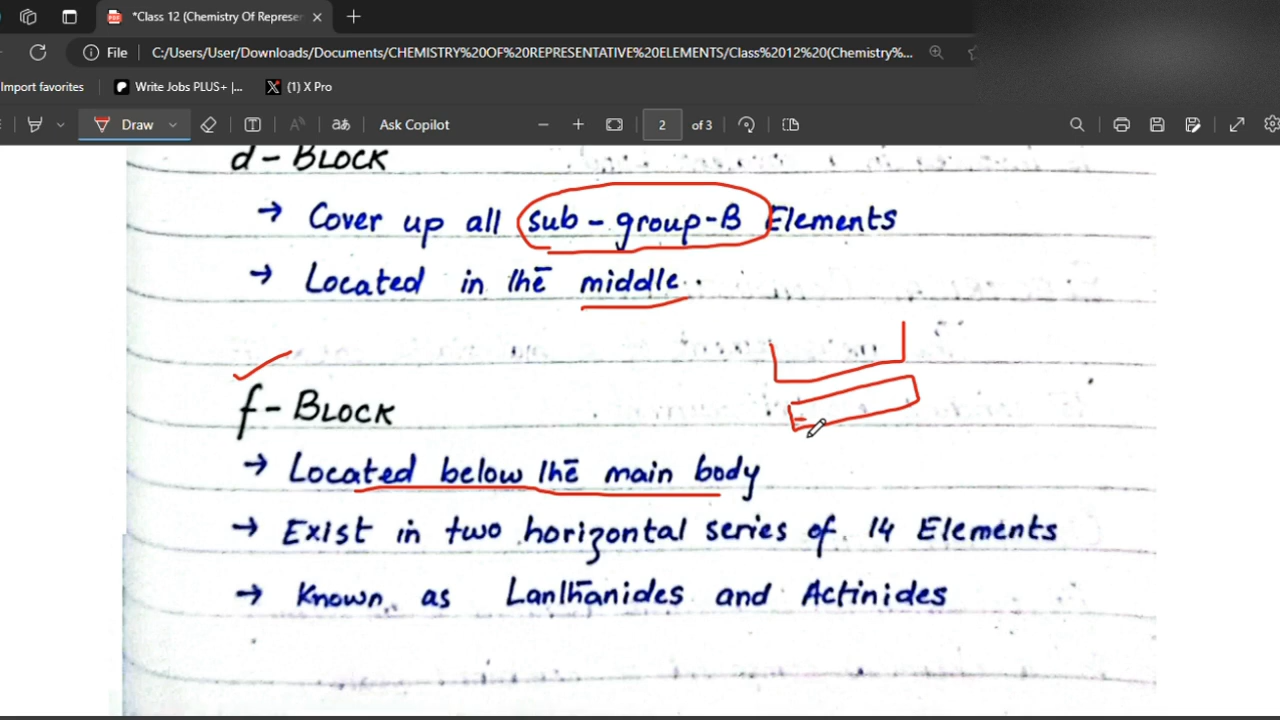 *Class 12 (Chemistry Of Represer
File C:/Users/User/Downloads/Documents/CHEMISTRY%20OF%20REPRESENTATIVE%20ELEMENTS/Class%2012%20(Chemistry%...
Import favorites Write Jobs PLUS+ |... (1) X Pro
Draw Ask Copilot 2 of 3
d - BLOCK
→ Cover up all sub - group - B Elements
→ Located in the middle.
f - BLOCK
→ Located below the main body
→ Exist in two horizontal series of 14 Elements
→ Known as Lanthanides and Actinides